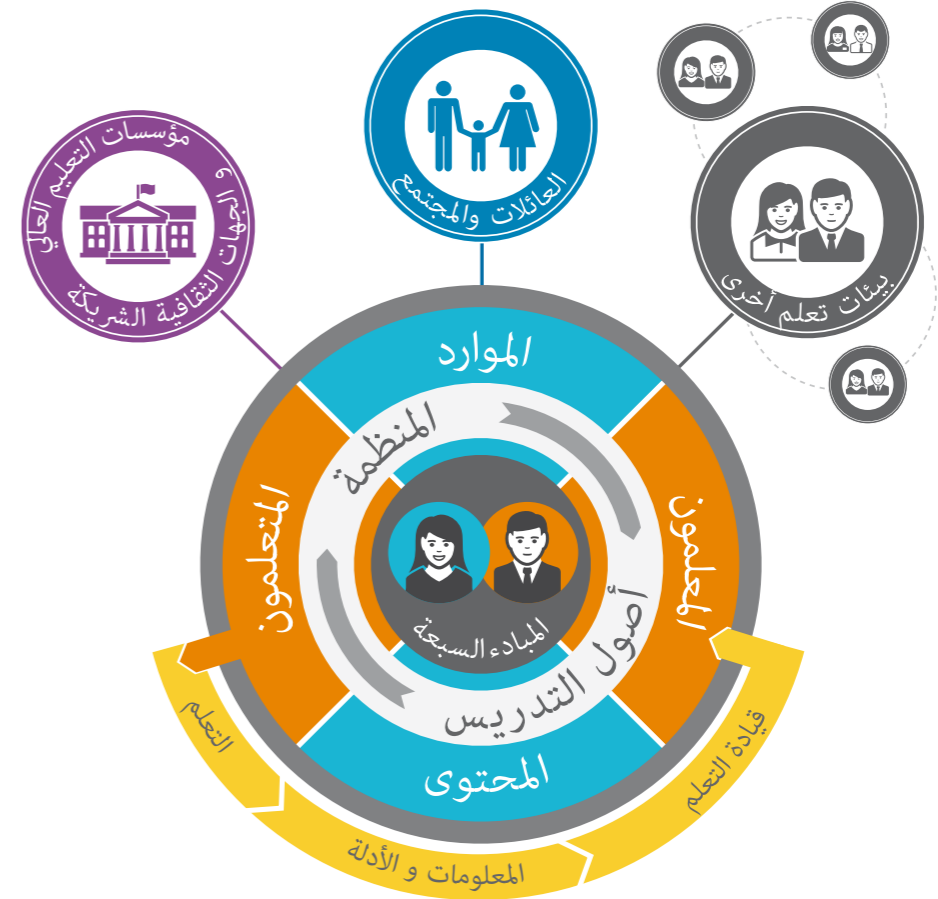 مؤسسات التعليم العالي
و الجهات الثقافية الشريكة
العائلات والمجتمع
بيئات تعلم أخرى
الموارد
المنظمة
المتعلمون
المعلمون
أصول التدريس
المبادء السبعة
المحتوى
التعلم
المعلومات و الأدلة
قيادة التعلم